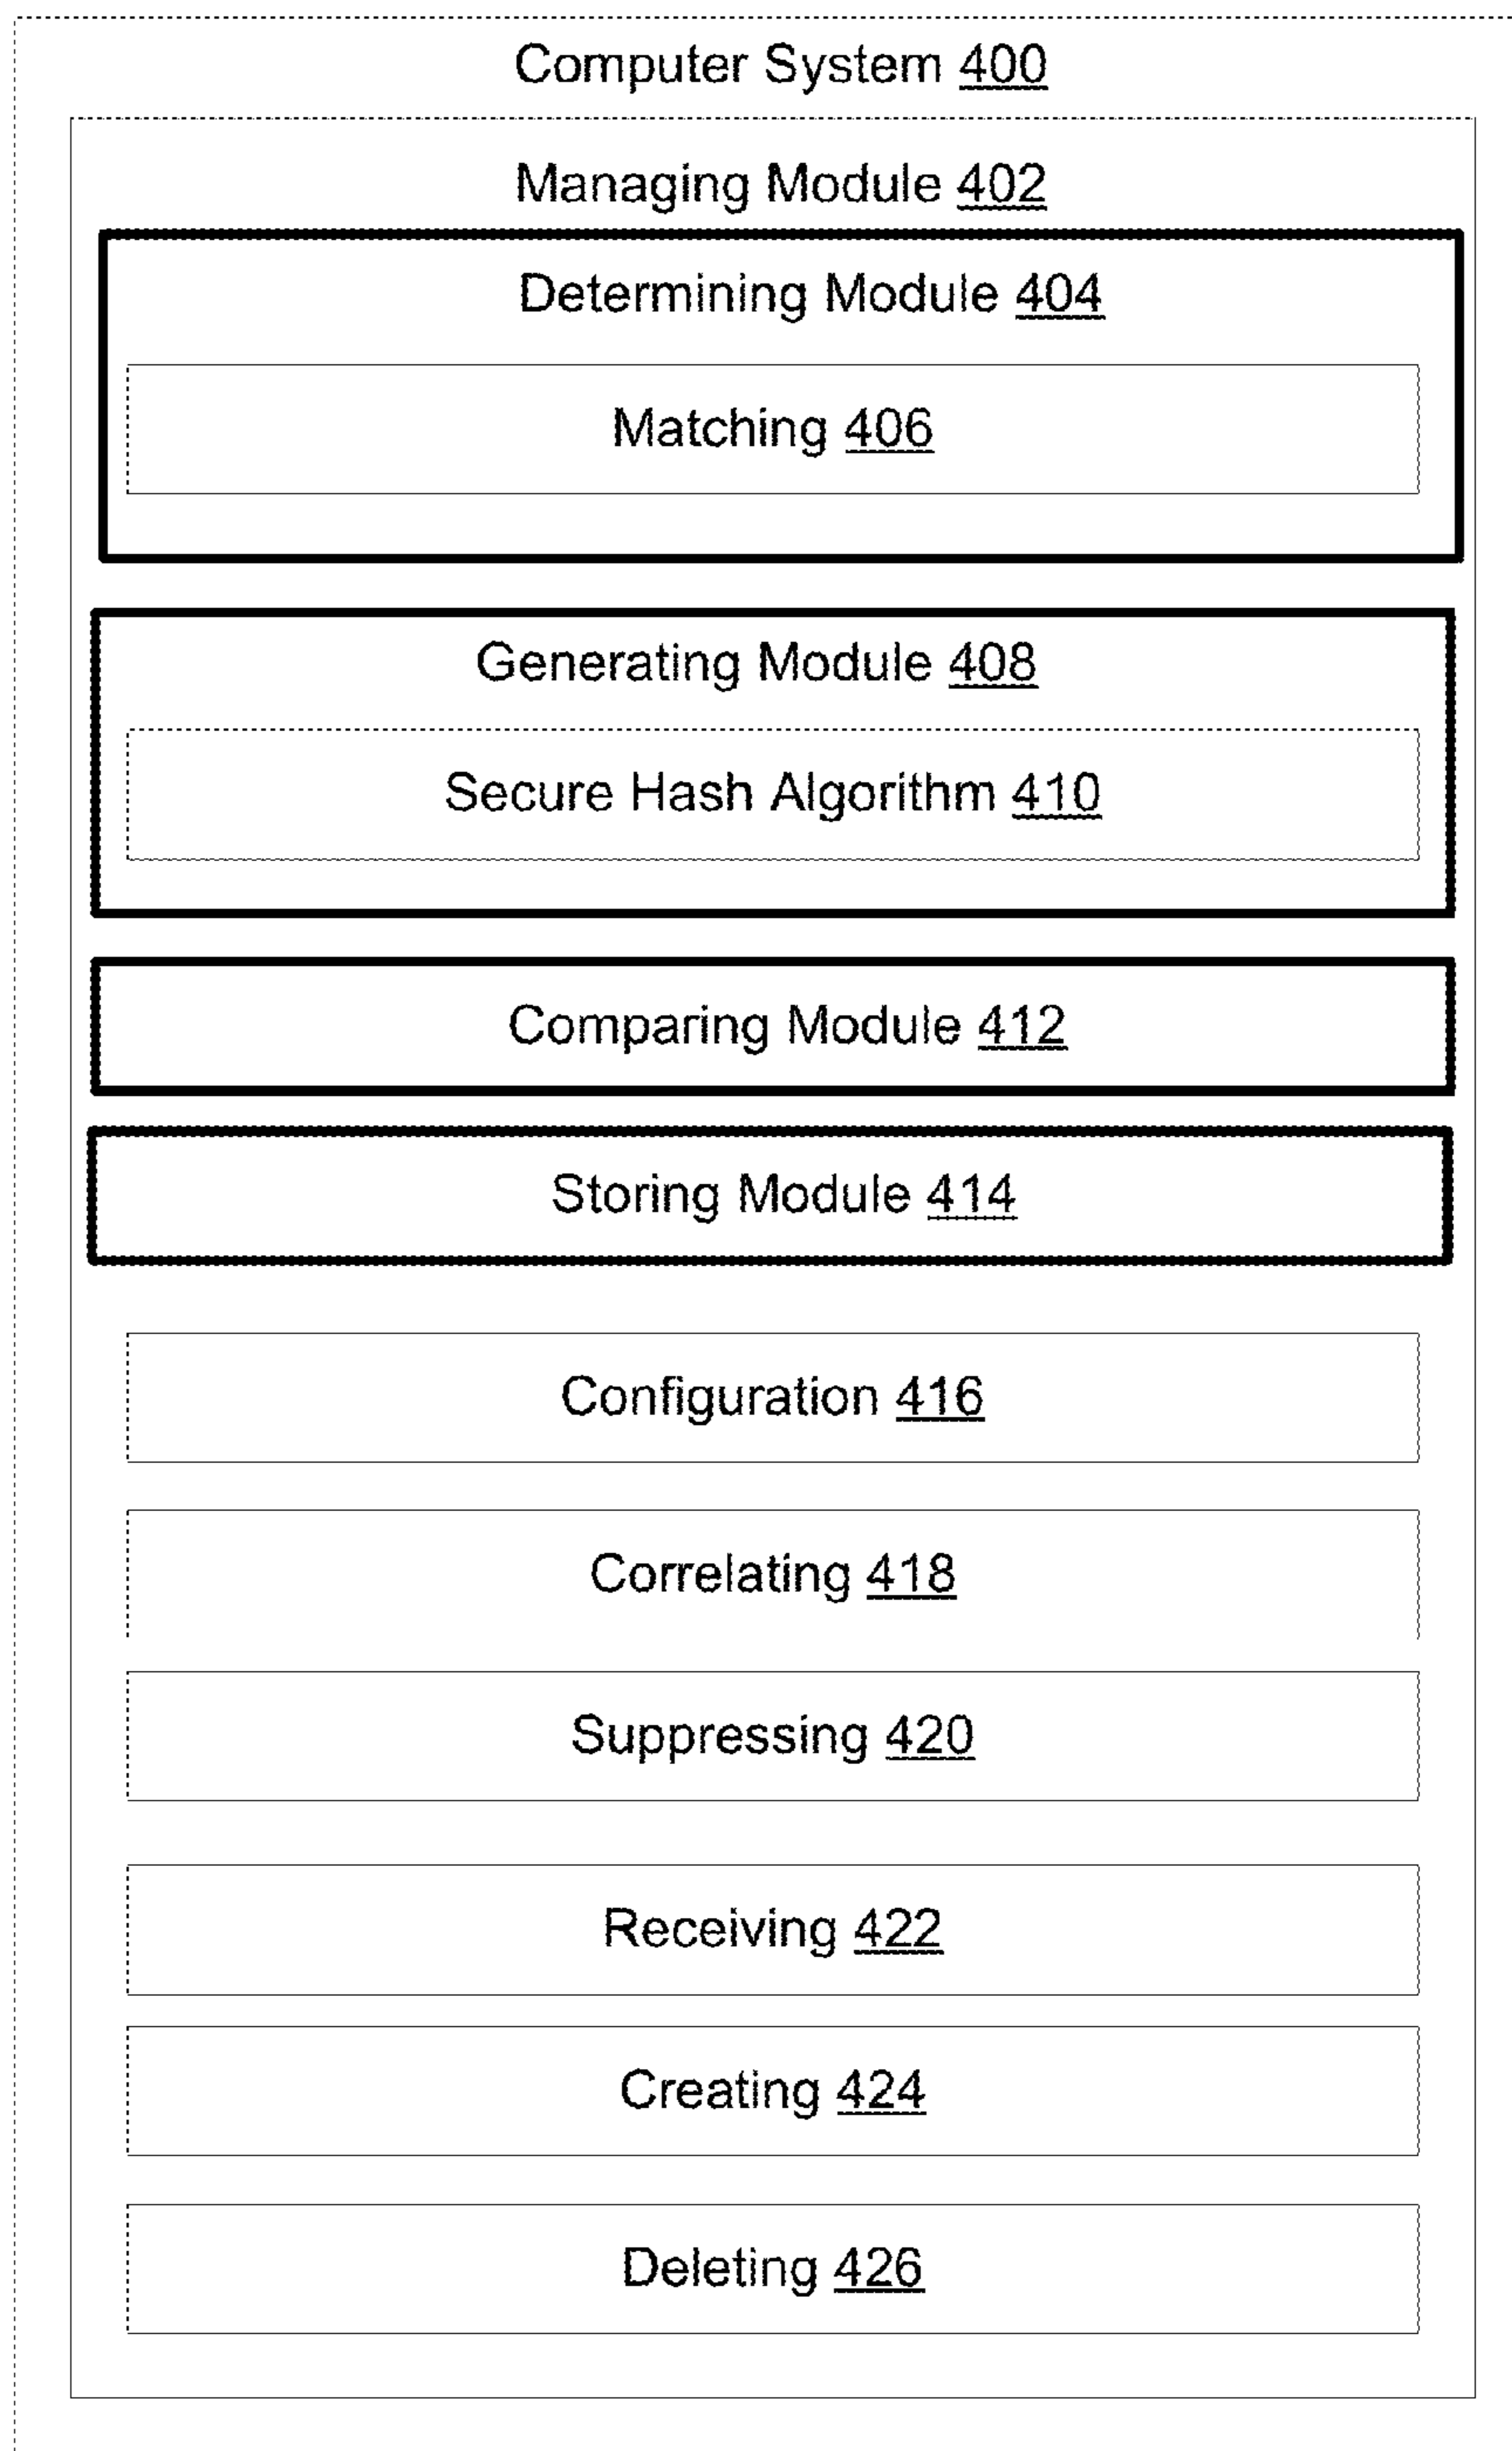 Computer System 400
Managing Module 402
Determining Module 404
Matching 406
Generating Module 408
Secure Hash Algorithm 410
Comparing Module 412
Storing Module 414
Configuration 416
Correlating 418
Suppressing 420
Receiving 422
Creating 424
Deleting 426